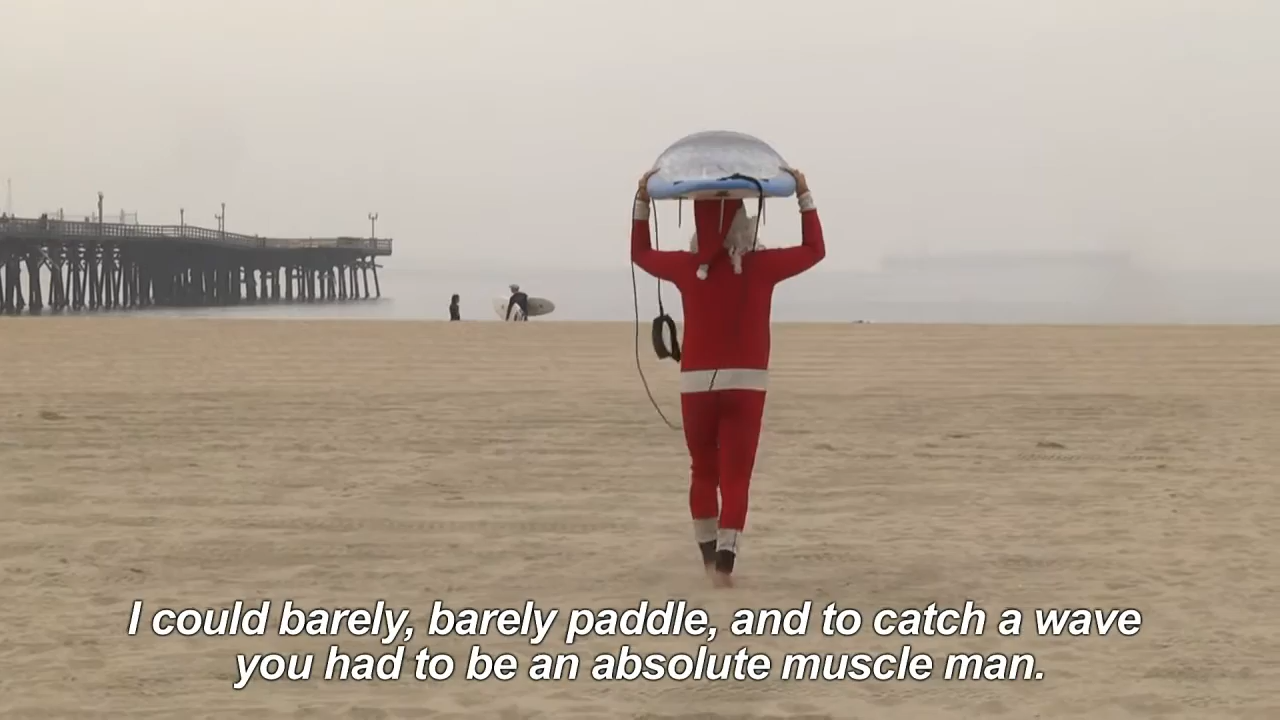 I could barely, barely paddle, and to catch a wave
you had to be an absolute muscle man.